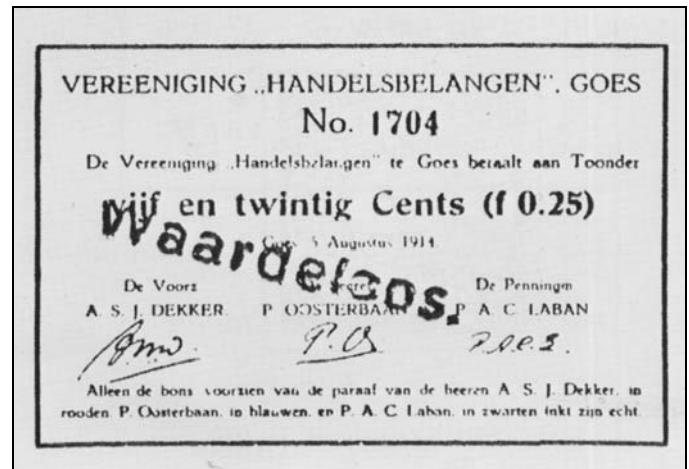 VEREENIGING „HANDELSBELANGEN”, GOES
No. 1704
De Vereeniging „Handelsbelangen” te Goes betaalt aan Toonder
vijf en twintig Cents (f 0.25)
Goes 5 Augustus 1914.
Waardeloos.
De Voorz De Penningm
A. S. J. DEKKER. P OOSTERBAAN P A. C LABAN
P.O.
Alleen de bons voorzien van de paraaf van de heeren A S. J. Dekker. in
rooden P. Oosterbaan. in blauwen. en P. A. C Laban. in zwarten inkt zijn echt.